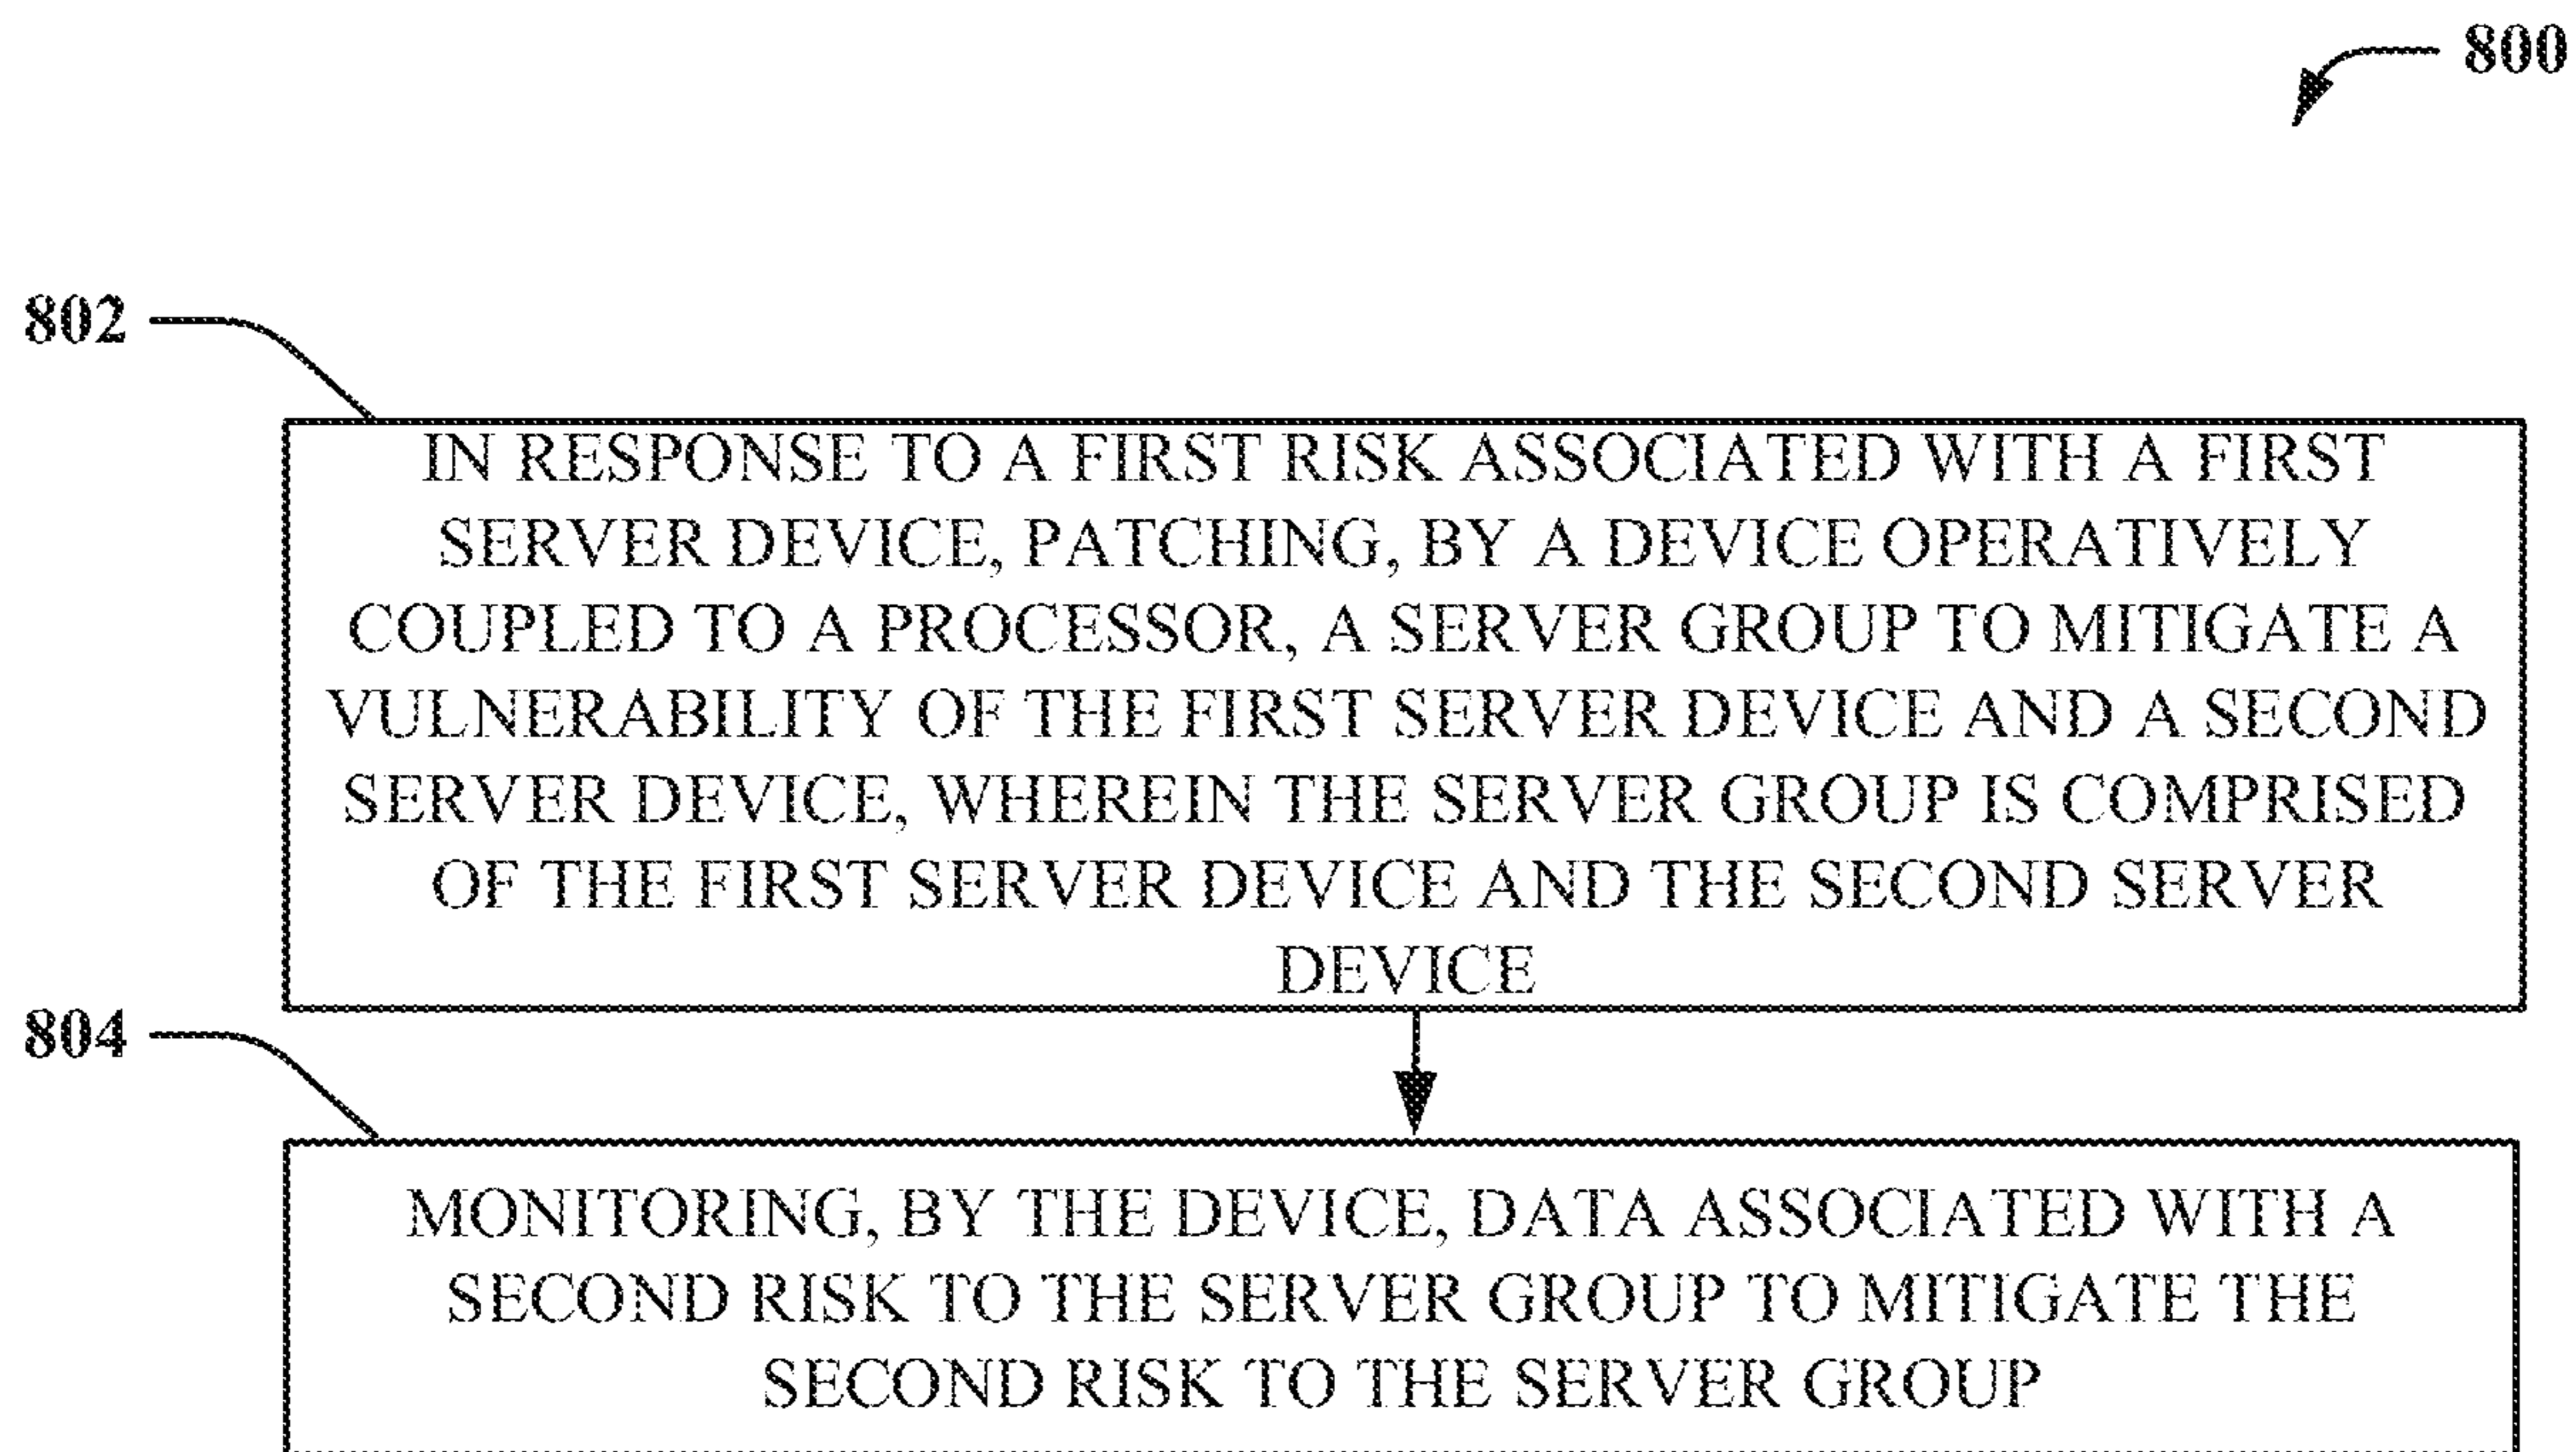 800
802
IN RESPONSE TO A FIRST RISK ASSOCIATED WITH A FIRST
SERVER DEVICE, PATCHING, BY A DEVICE OPERATIVELY
COUPLED TO A PROCESSOR, A SERVER GROUP TO MITIGATE A
VULNERABILITY OF THE FIRST SERVER DEVICE AND A SECOND
SERVER DEVICE, WHEREIN THE SERVER GROUP IS COMPRISED
OF THE FIRST SERVER DEVICE AND THE SECOND SERVER
DEVICE
804
MONITORING, BY THE DEVICE, DATA ASSOCIATED WITH A
SECOND RISK TO THE SERVER GROUP TO MITIGATE THE
SECOND RISK TO THE SERVER GROUP